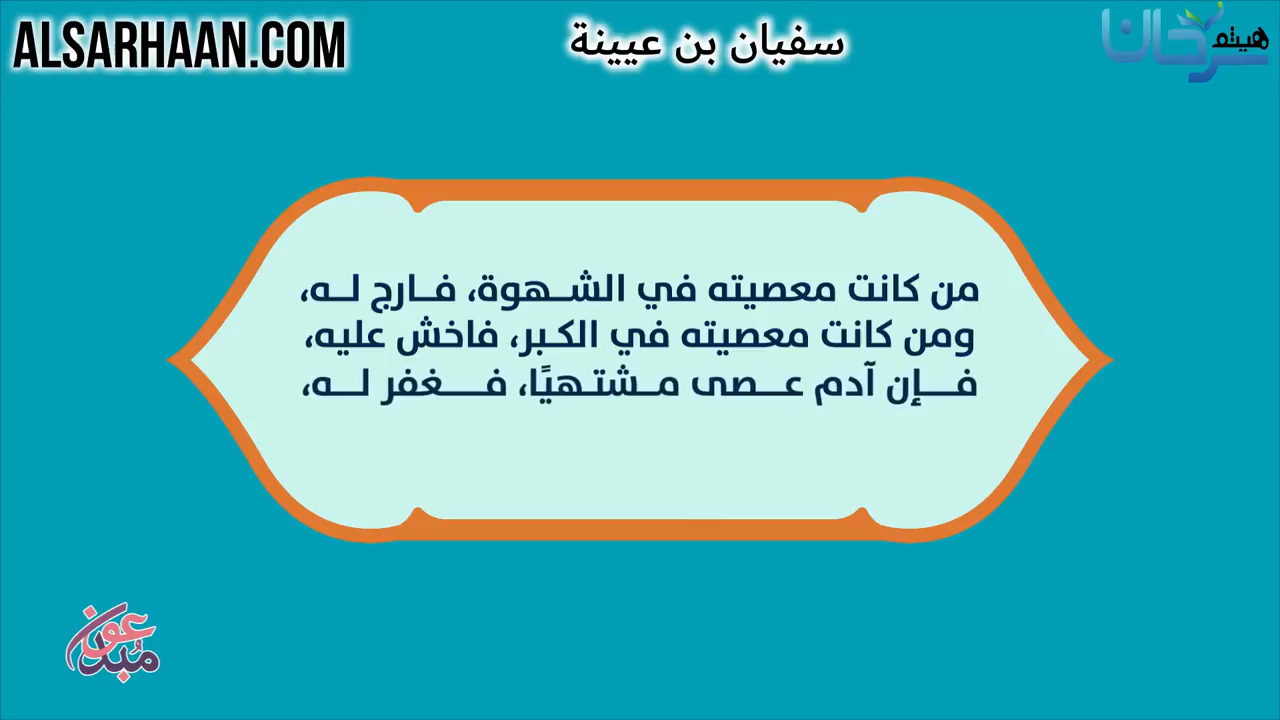 ALSARHAAN.COM
سفيان بن عيينة
هيثم سرحان
من كانت معصيته في الشهوة، فارج له،
ومن كانت معصيته في الكبر، فاخش عليه،
فإن آدم عصى مشتهيًا، فغفر له،
مبدعون